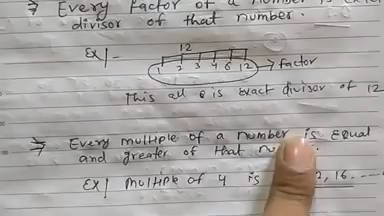 ⇒ Every factor of a number is
divisor of that number.
Ex|- 12
1 2 3 4 6 12 → factor
This all 6 is exact divisor of 12
⇒ Every multiple of a number is equal
and greater of that
Ex| Multiple of 4 is 16 ----